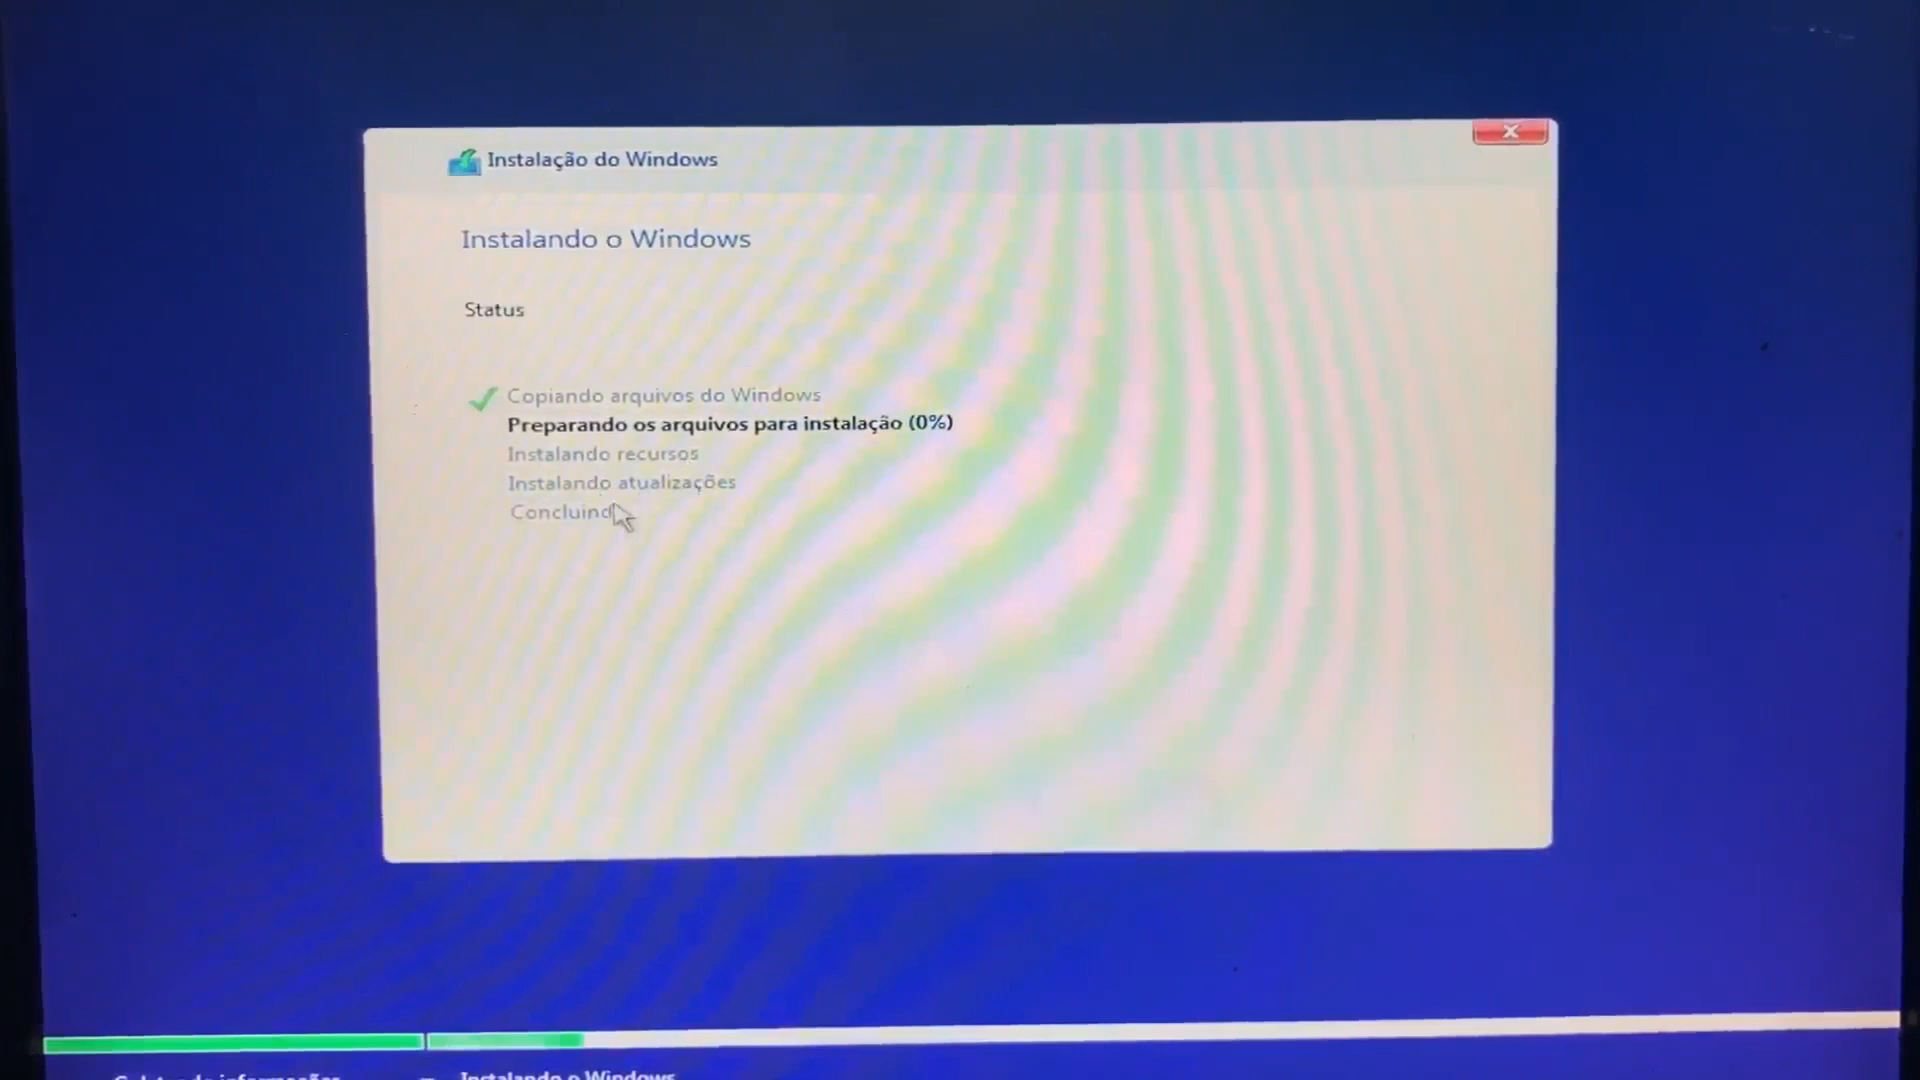 Instalação do Windows
Instalando o Windows
Status
Copiando arquivos do Windows
Preparando os arquivos para instalação (0%)
Instalando recursos
Instalando atualizações
Concluind
Instalando o Windows